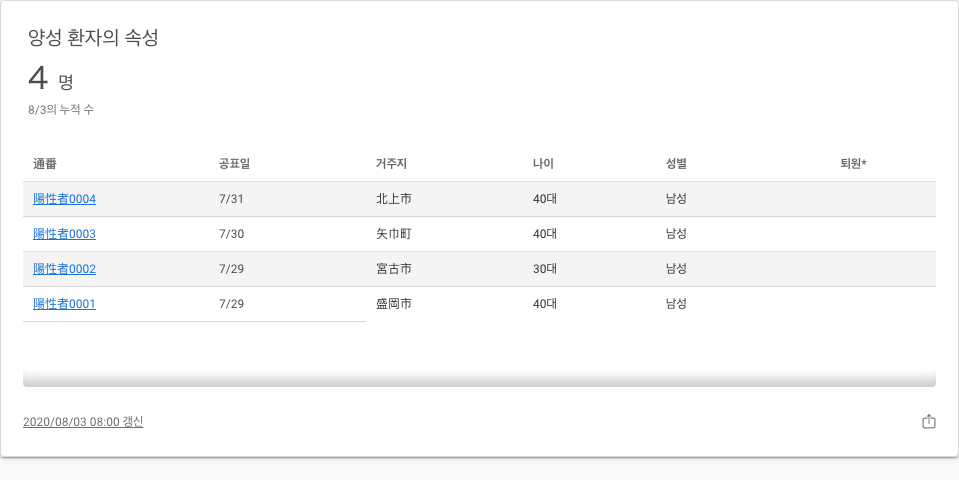 양성 환자의 속성
4 명
8/3의 누적 수
通番 공표일 거주지 나이 성별 퇴원*
陽性者0004 7/31 北上市 40대 남성
陽性者0003 7/30 矢巾町 40대 남성
陽性者0002 7/29 宮古市 30대 남성
陽性者0001 7/29 盛岡市 40대 남성
2020/08/03 08:00 갱신